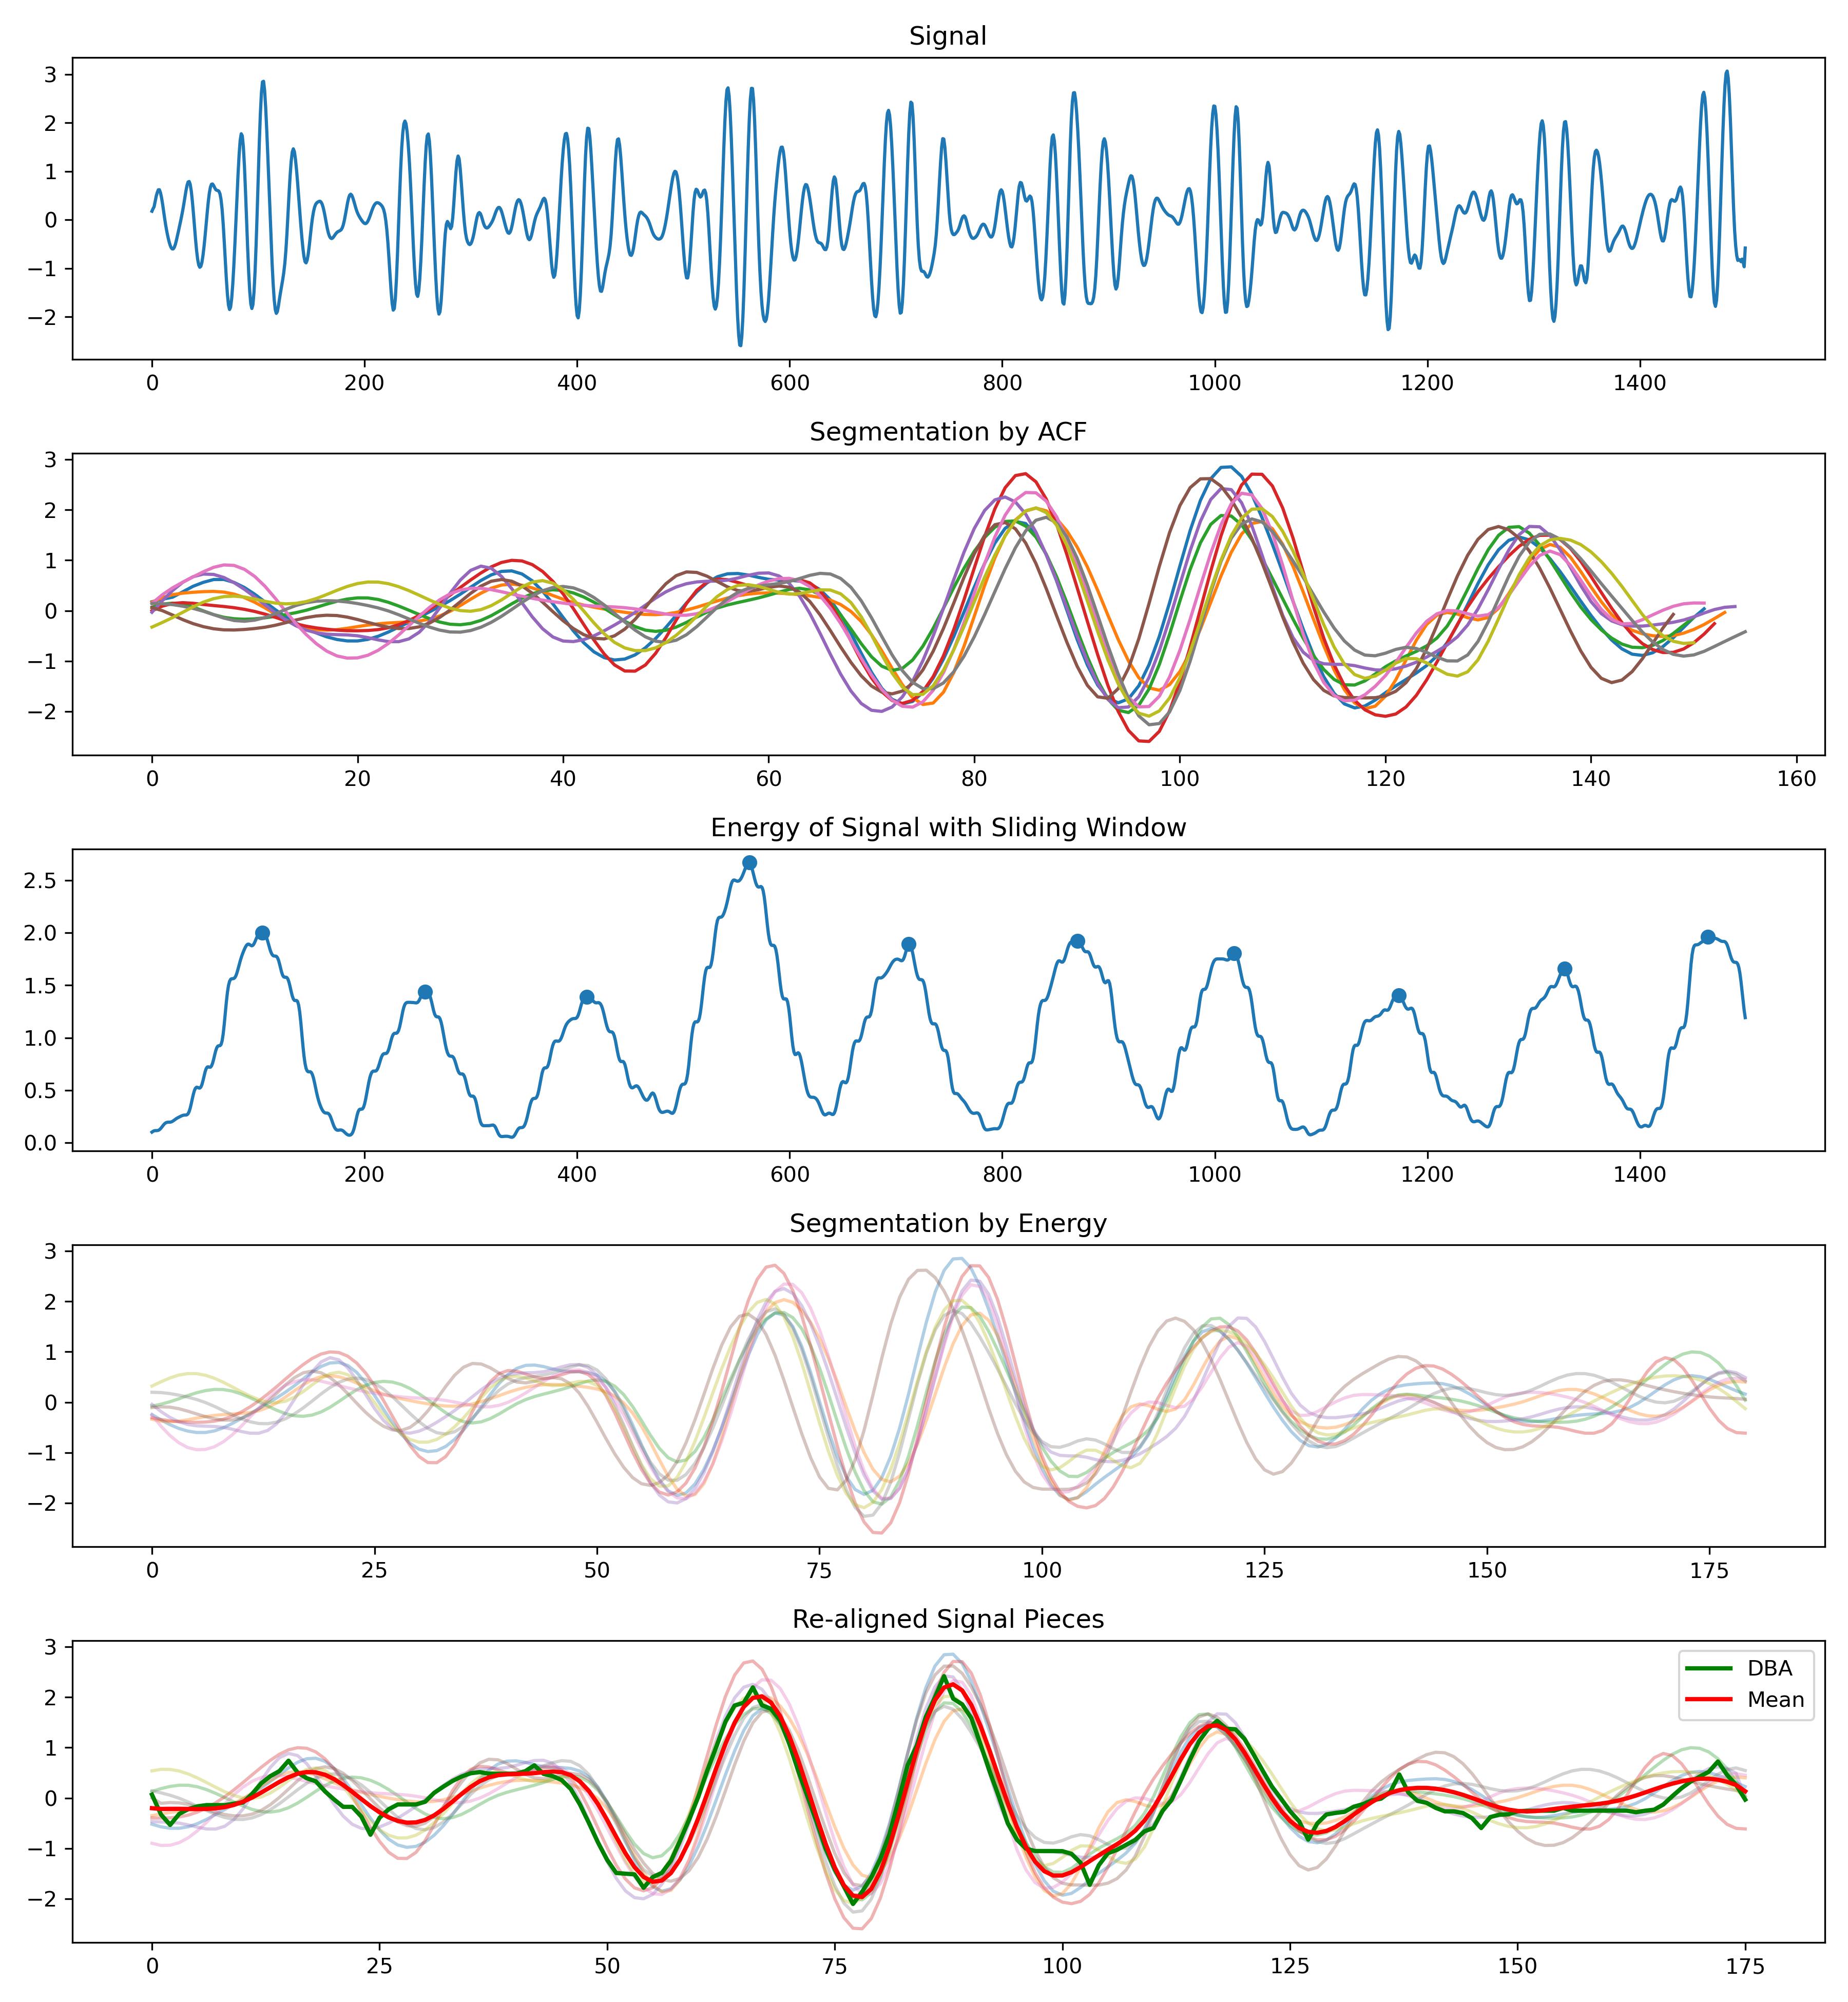 Signal
3
2
1
0
−1
−2
0 200 400 600 800 1000 1200 1400
Segmentation by ACF
3
2
1
0
−1
−2
0 20 40 60 80 100 120 140 160
Energy of Signal with Sliding Window
2.5
2.0
1.5
1.0
0.5
0.0
0 200 400 600 800 1000 1200 1400
Segmentation by Energy
3
2
1
0
−1
−2
0 25 50 75 100 125 150 175
Re-aligned Signal Pieces
3
DBA
Mean
2
1
0
−1
−2
0 25 50 75 100 125 150 175